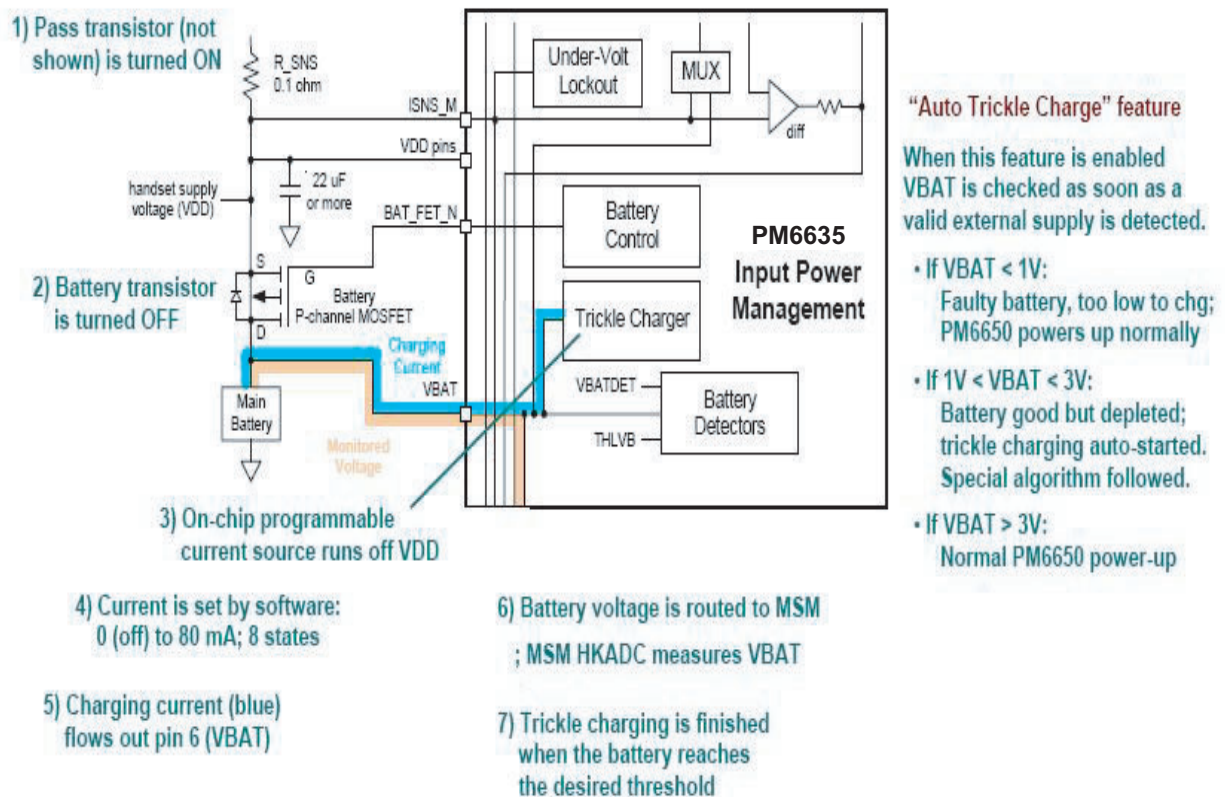 1) Pass transistor (not
shown) is turned ON
R_SNS
0.1 ohm
ISNS_M
VDD pins
handset supply
voltage (VDD)
22 uF
or more
BAT_FET_N
S
G
D
Battery
P-channel MOSFET
2) Battery transistor
is turned OFF
Charging
Current
VBAT
Main
Battery
Monitored
Voltage
Under-Volt
Lockout
MUX
diff
Battery
Control
PM6635
Input Power
Management
Trickle Charger
VBATDET
THLVB
Battery
Detectors
3) On-chip programmable
current source runs off VDD
4) Current is set by software:
0 (off) to 80 mA; 8 states
5) Charging current (blue)
flows out pin 6 (VBAT)
6) Battery voltage is routed to MSM
; MSM HKADC measures VBAT
7) Trickle charging is finished
when the battery reaches
the desired threshold
“Auto Trickle Charge” feature
When this feature is enabled
VBAT is checked as soon as a
valid external supply is detected.
• If VBAT < 1V:
Faulty battery, too low to chg;
PM6650 powers up normally
• If 1V < VBAT < 3V:
Battery good but depleted;
trickle charging auto-started.
Special algorithm followed.
• If VBAT > 3V:
Normal PM6650 power-up